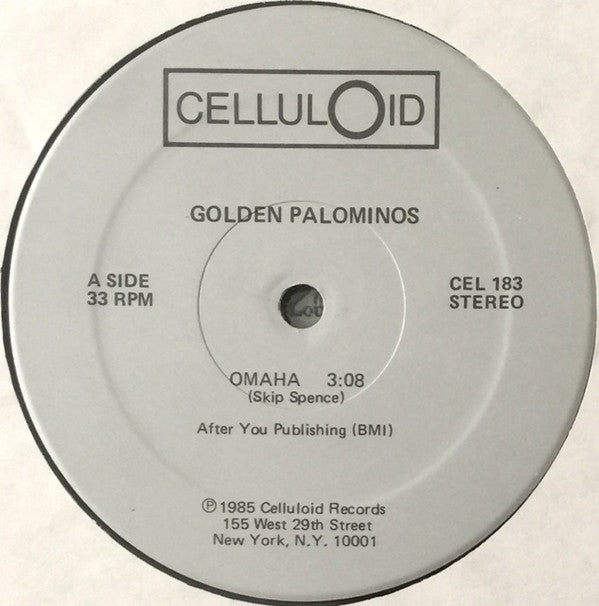 CELLULOID
GOLDEN PALOMINOS
A SIDE
33 RPM
CEL 183
STEREO
OMAHA 3:08
(Skip Spence)
After You Publishing (BMI)
℗ 1985 Celluloid Records
155 West 29th Street
New York, N.Y. 10001